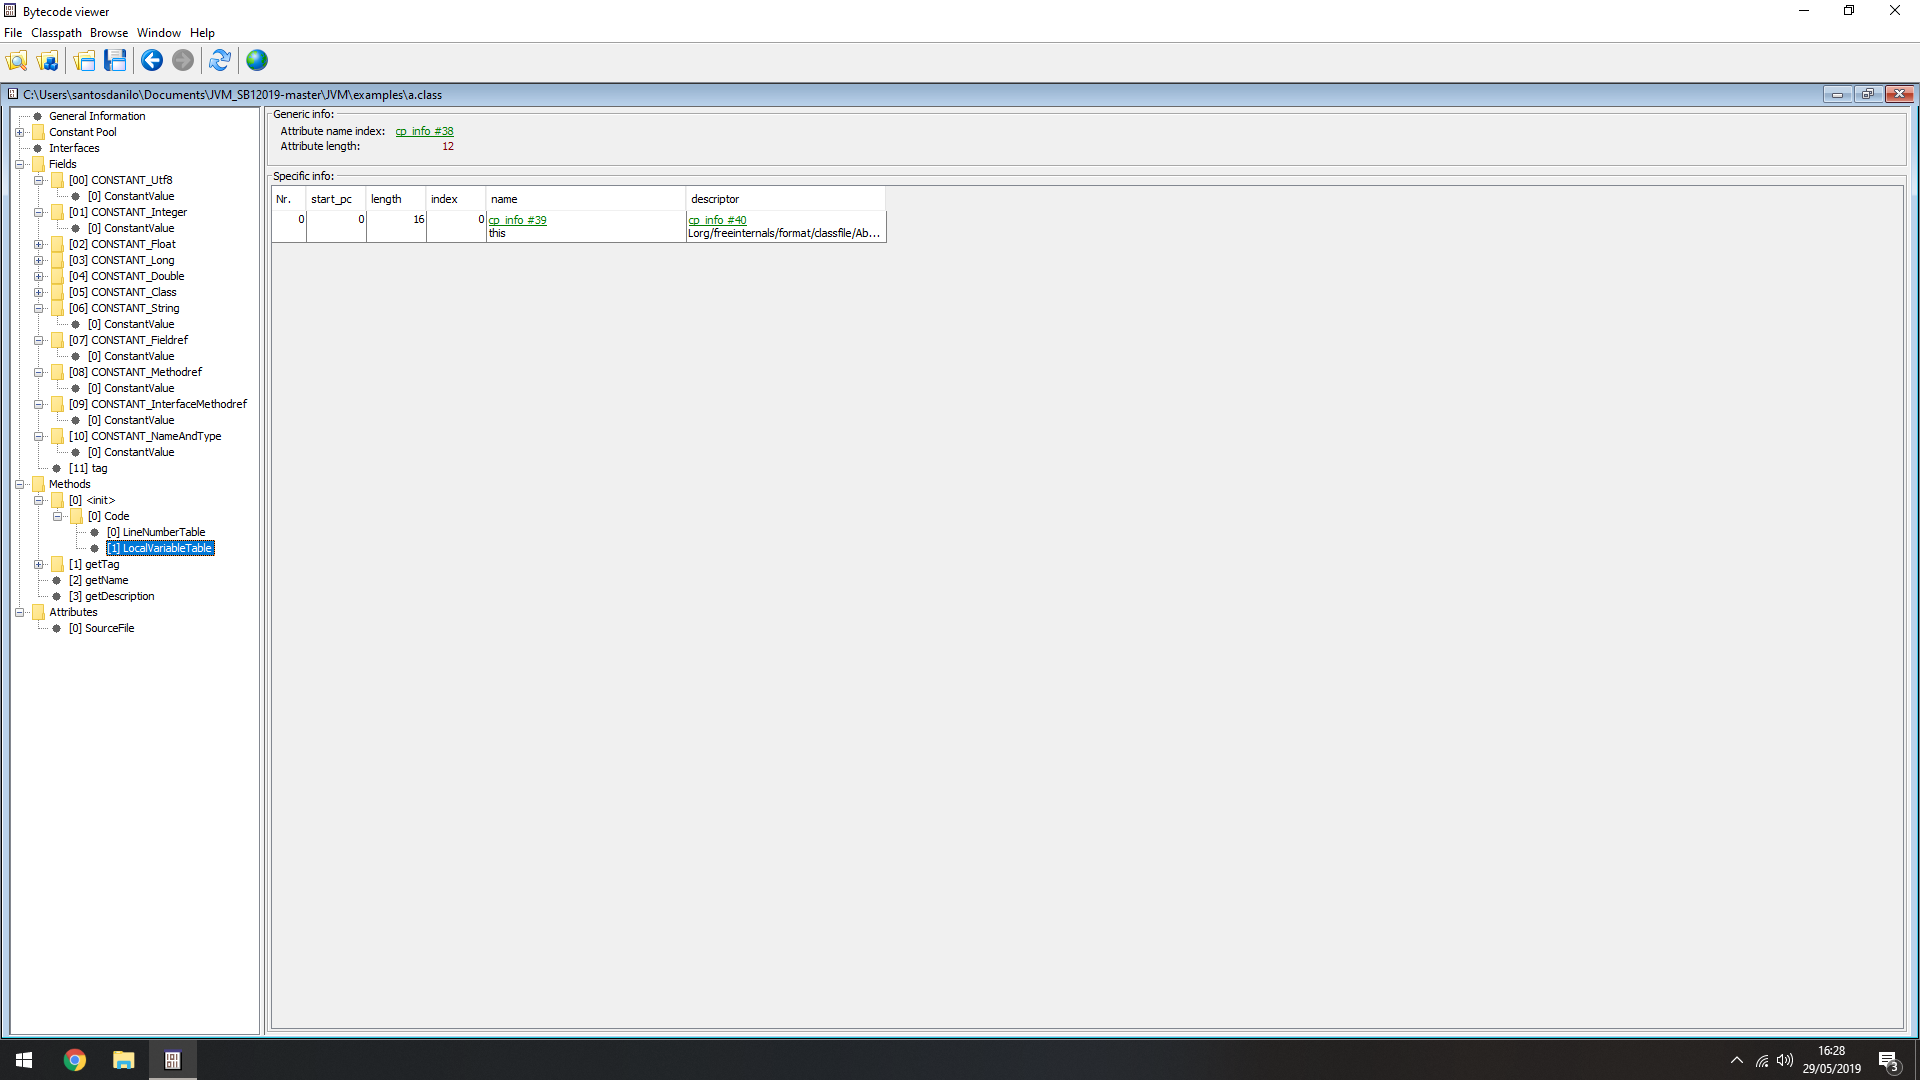 Bytecode viewer
File Classpath Browse Window Help
C:\Users\santosdanilo\Documents\JVM_SB12019-master\JVM\examples\a.class
General Information
Constant Pool
Interfaces
Fields
[00] CONSTANT_Utf8
[0] ConstantValue
[01] CONSTANT_Integer
[0] ConstantValue
[02] CONSTANT_Float
[03] CONSTANT_Long
[04] CONSTANT_Double
[05] CONSTANT_Class
[06] CONSTANT_String
[0] ConstantValue
[07] CONSTANT_Fieldref
[0] ConstantValue
[08] CONSTANT_Methodref
[0] ConstantValue
[09] CONSTANT_InterfaceMethodref
[0] ConstantValue
[10] CONSTANT_NameAndType
[0] ConstantValue
[11] tag
Methods
[0] <init>
[0] Code
[0] LineNumberTable
[1] LocalVariableTable
[1] getTag
[2] getName
[3] getDescription
Attributes
[0] SourceFile
Generic info:
Attribute name index: cp_info #38
Attribute length: 12
Specific info:
Nr. start_pc length index name descriptor
0 0 16 0 cp_info #39 cp_info #40
this Lorg/freeinternals/format/classfile/Ab...
16:28
29/05/2019
3